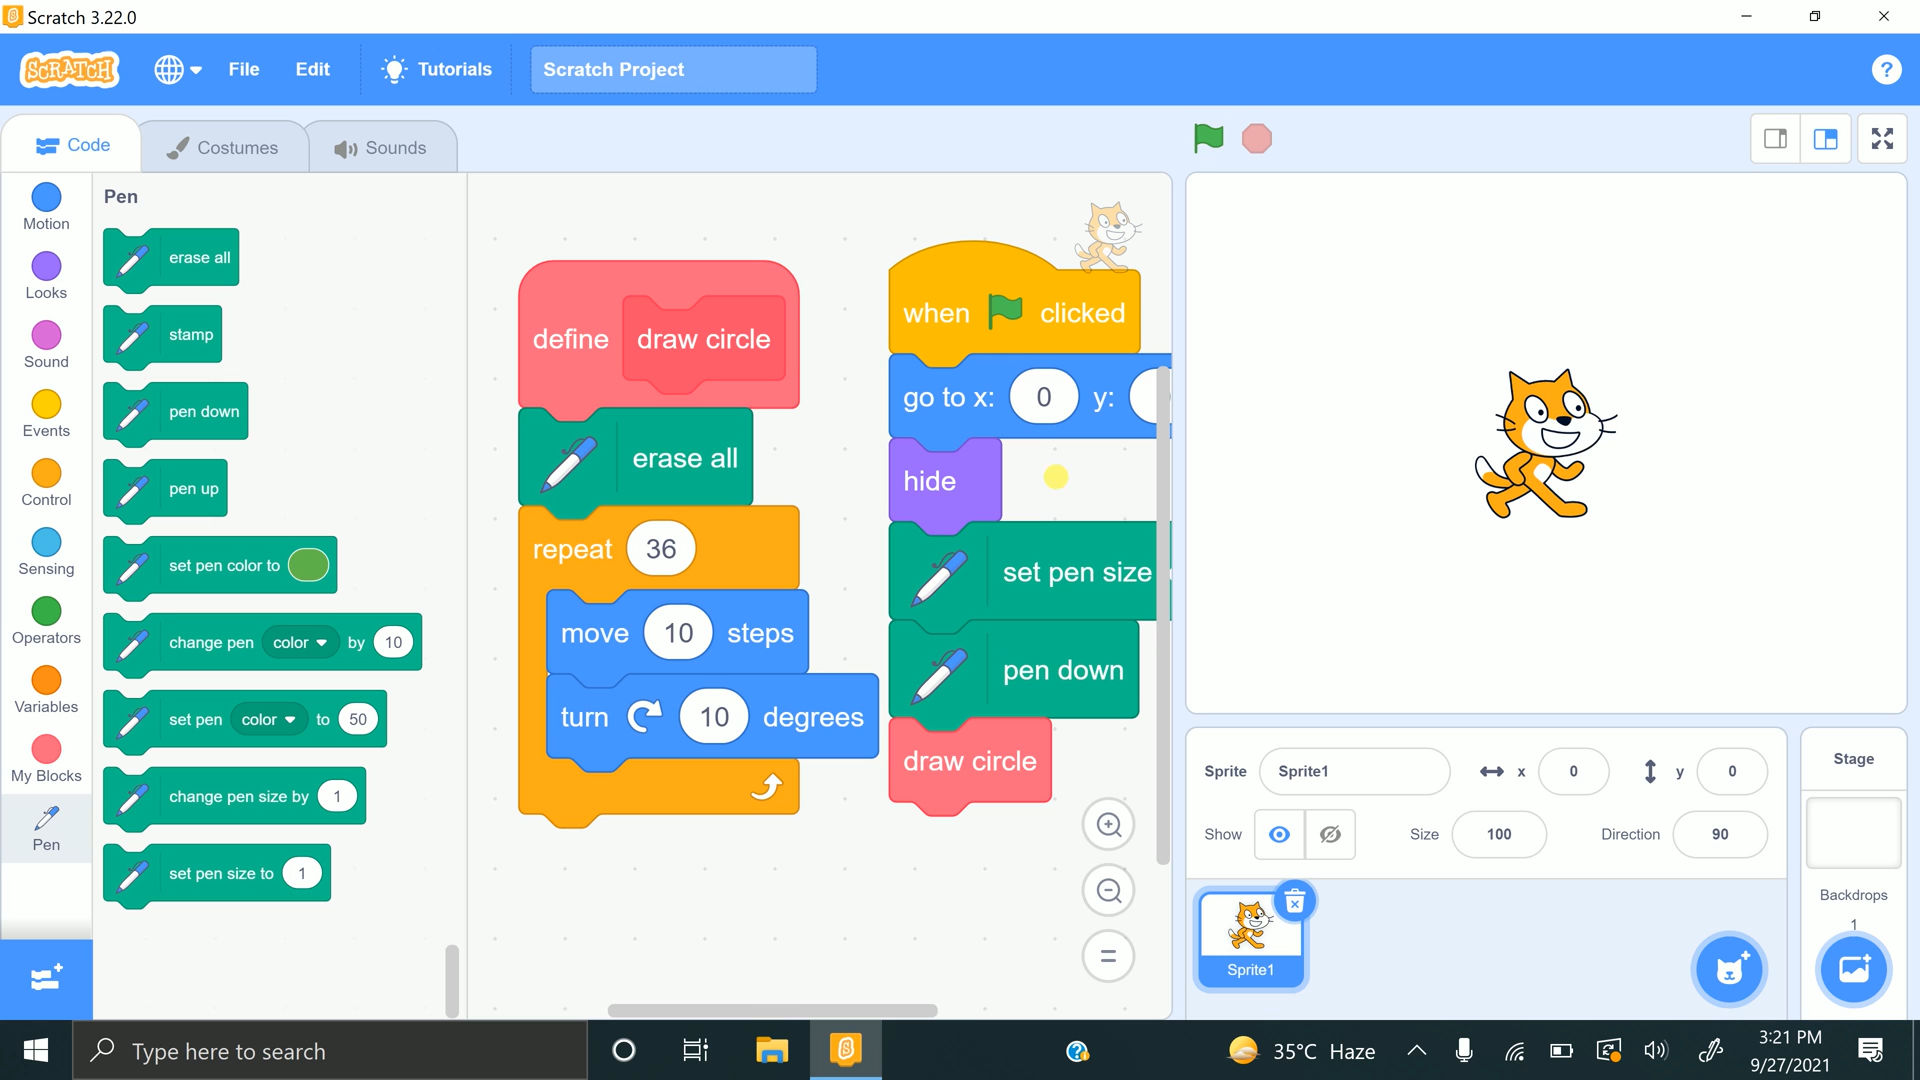 Scratch 3.22.0
SCRATCH
File
Edit
Tutorials
Scratch Project
?
Code
Costumes
Sounds
Motion
Looks
Sound
Events
Control
Sensing
Operators
Variables
My Blocks
Pen
Pen
erase all
stamp
pen down
pen up
set pen color to
change pen color by 10
set pen color to 50
change pen size by 1
set pen size to 1
define draw circle
erase all
repeat 36
move 10 steps
turn 10 degrees
when clicked
go to x: 0 y:
hide
set pen size
pen down
draw circle
Sprite Sprite1 x 0 y 0
Show Size 100 Direction 90
Sprite1
Stage
Backdrops
1
Type here to search
35°C Haze
3:21 PM
9/27/2021